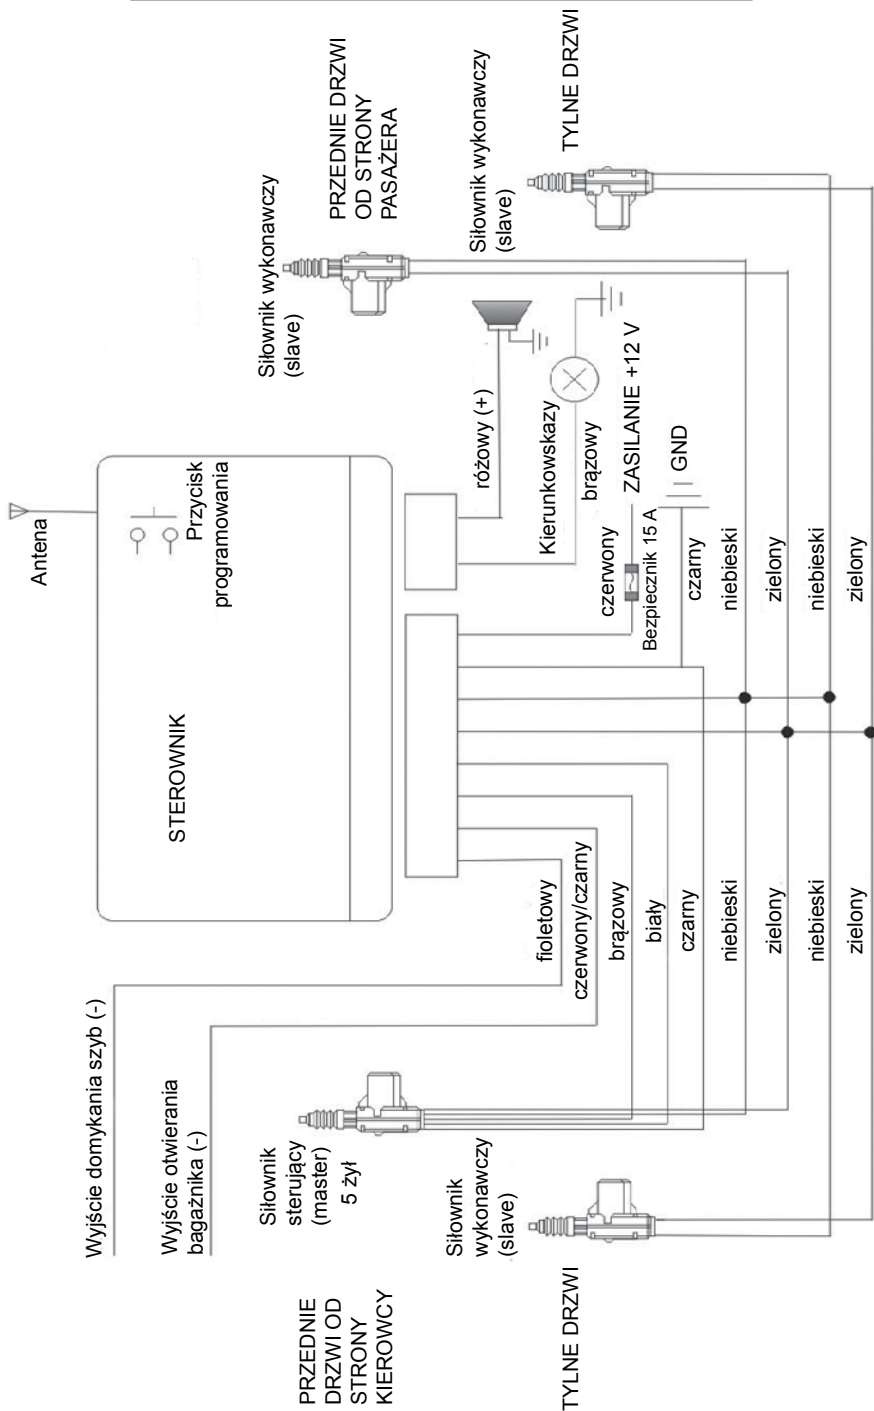 Antena
STEROWNIK
Przycisk
programowania
Wyjście domykania szyb (-)
Wyjście otwierania
bagażnika (-)
Siłownik
sterujący
(master)
5 żył
PRZEDNIE
DRZWI OD
STRONY
KIEROWCY
Siłownik
wykonawczy
(slave)
TYLNE DRZWI
fioletowy
czerwony/czarny
brązowy
biały
czarny
niebieski
zielony
niebieski
zielony
Siłownik wykonawczy
(slave)
PRZEDNIE DRZWI
OD STRONY
PASAŻERA
Siłownik wykonawczy
(slave)
TYLNE DRZWI
różowy (+)
Kierunkowskazy
brązowy
czerwony
ZASILANIE +12 V
Bezpiecznik 15 A
GND
czarny
niebieski
zielony
niebieski
zielony